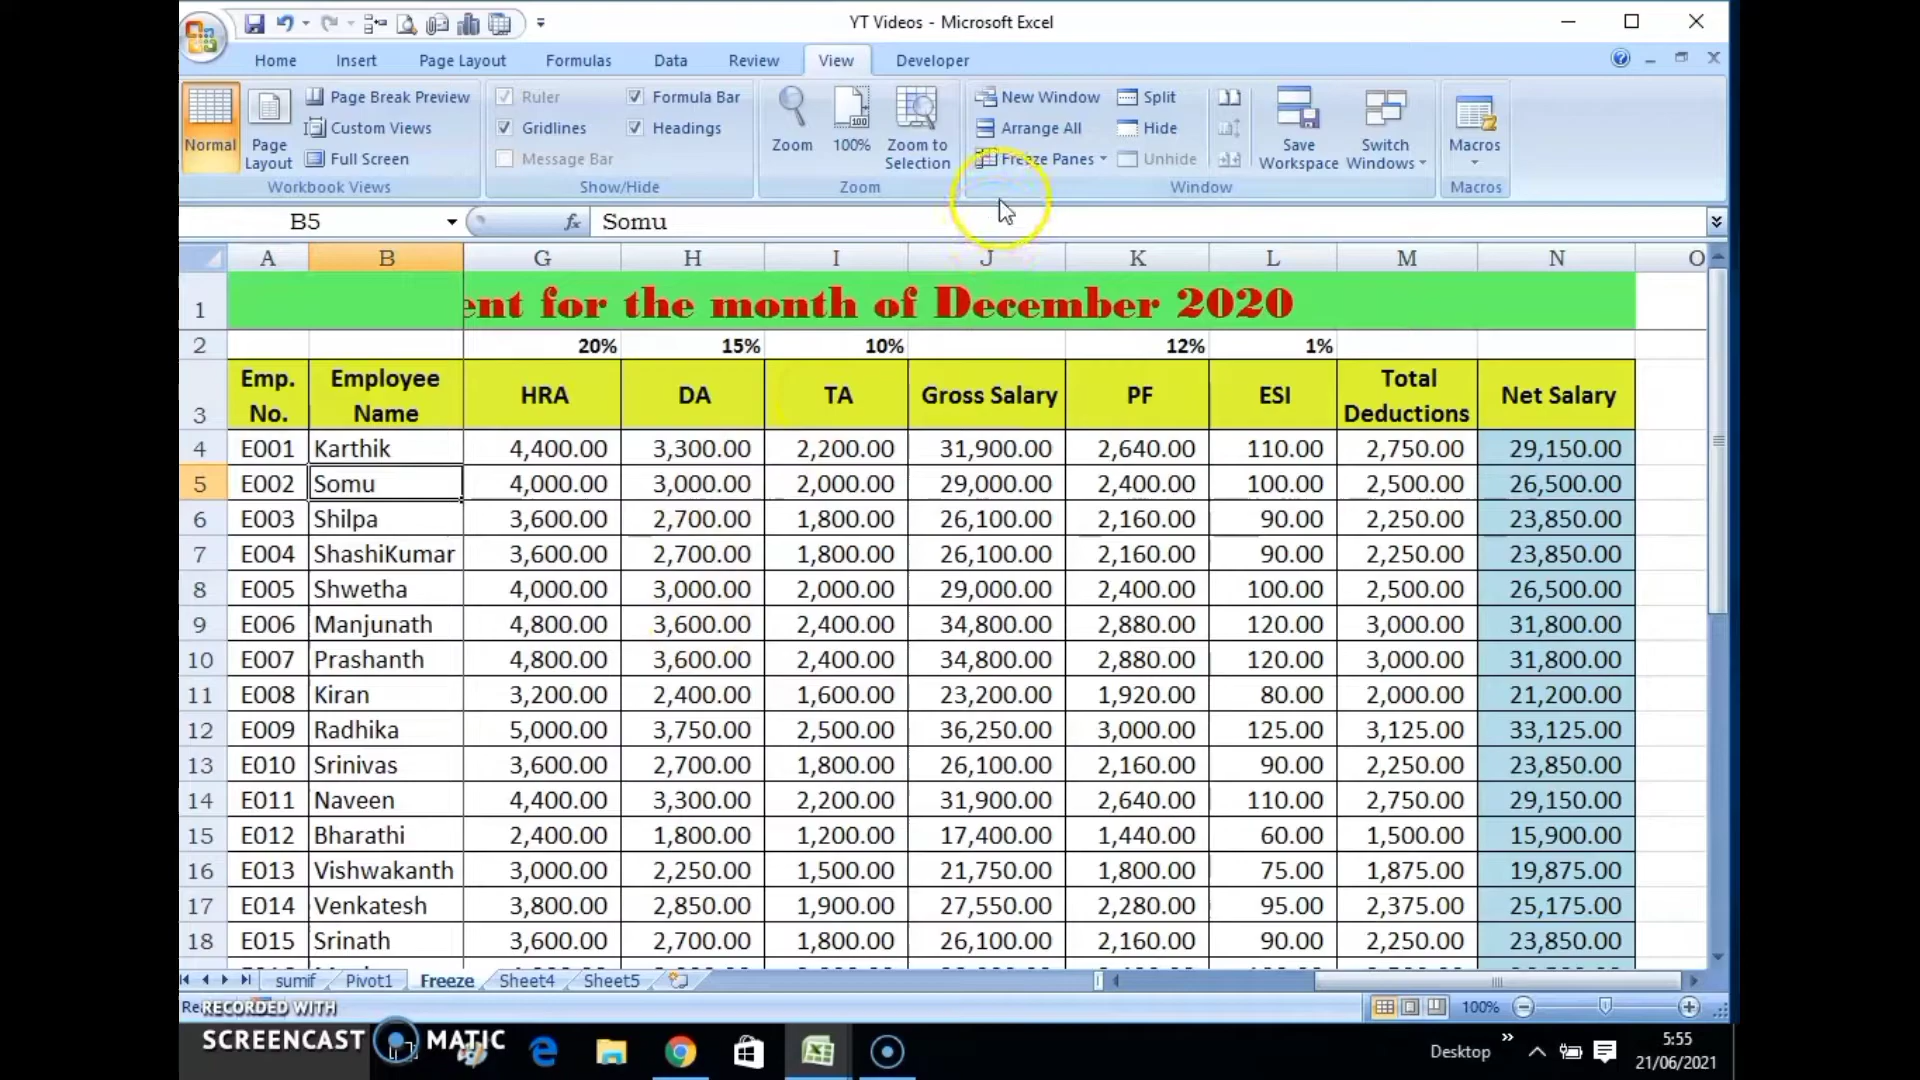 YT Videos - Microsoft Excel
Home Insert Page Layout Formulas Data Review View Developer
Normal
Page Layout
Page Break Preview
Custom Views
Full Screen
Workbook Views
Ruler
Gridlines
Message Bar
Formula Bar
Headings
Show/Hide
Zoom
100%
Zoom to Selection
Zoom
New Window
Arrange All
Freeze Panes
Split
Hide
Unhide
Save Workspace
Switch Windows
Window
Macros
Macros
B5 fx Somu
A B G H I J K L M N O
1 ent for the month of December 2020
2 20% 15% 10% 12% 1%
3 Emp. No. Employee Name HRA DA TA Gross Salary PF ESI Total Deductions Net Salary
4 E001 Karthik 4,400.00 3,300.00 2,200.00 31,900.00 2,640.00 110.00 2,750.00 29,150.00
5 E002 Somu 4,000.00 3,000.00 2,000.00 29,000.00 2,400.00 100.00 2,500.00 26,500.00
6 E003 Shilpa 3,600.00 2,700.00 1,800.00 26,100.00 2,160.00 90.00 2,250.00 23,850.00
7 E004 ShashiKumar 3,600.00 2,700.00 1,800.00 26,100.00 2,160.00 90.00 2,250.00 23,850.00
8 E005 Shwetha 4,000.00 3,000.00 2,000.00 29,000.00 2,400.00 100.00 2,500.00 26,500.00
9 E006 Manjunath 4,800.00 3,600.00 2,400.00 34,800.00 2,880.00 120.00 3,000.00 31,800.00
10 E007 Prashanth 4,800.00 3,600.00 2,400.00 34,800.00 2,880.00 120.00 3,000.00 31,800.00
11 E008 Kiran 3,200.00 2,400.00 1,600.00 23,200.00 1,920.00 80.00 2,000.00 21,200.00
12 E009 Radhika 5,000.00 3,750.00 2,500.00 36,250.00 3,000.00 125.00 3,125.00 33,125.00
13 E010 Srinivas 3,600.00 2,700.00 1,800.00 26,100.00 2,160.00 90.00 2,250.00 23,850.00
14 E011 Naveen 4,400.00 3,300.00 2,200.00 31,900.00 2,640.00 110.00 2,750.00 29,150.00
15 E012 Bharathi 2,400.00 1,800.00 1,200.00 17,400.00 1,440.00 60.00 1,500.00 15,900.00
16 E013 Vishwakanth 3,000.00 2,250.00 1,500.00 21,750.00 1,800.00 75.00 1,875.00 19,875.00
17 E014 Venkatesh 3,800.00 2,850.00 1,900.00 27,550.00 2,280.00 95.00 2,375.00 25,175.00
18 E015 Srinath 3,600.00 2,700.00 1,800.00 26,100.00 2,160.00 90.00 2,250.00 23,850.00
sumif Pivot1 Freeze Sheet4 Sheet5
RECORDED WITH 100%
SCREENCAST MATIC
Desktop
5:55
21/06/2021